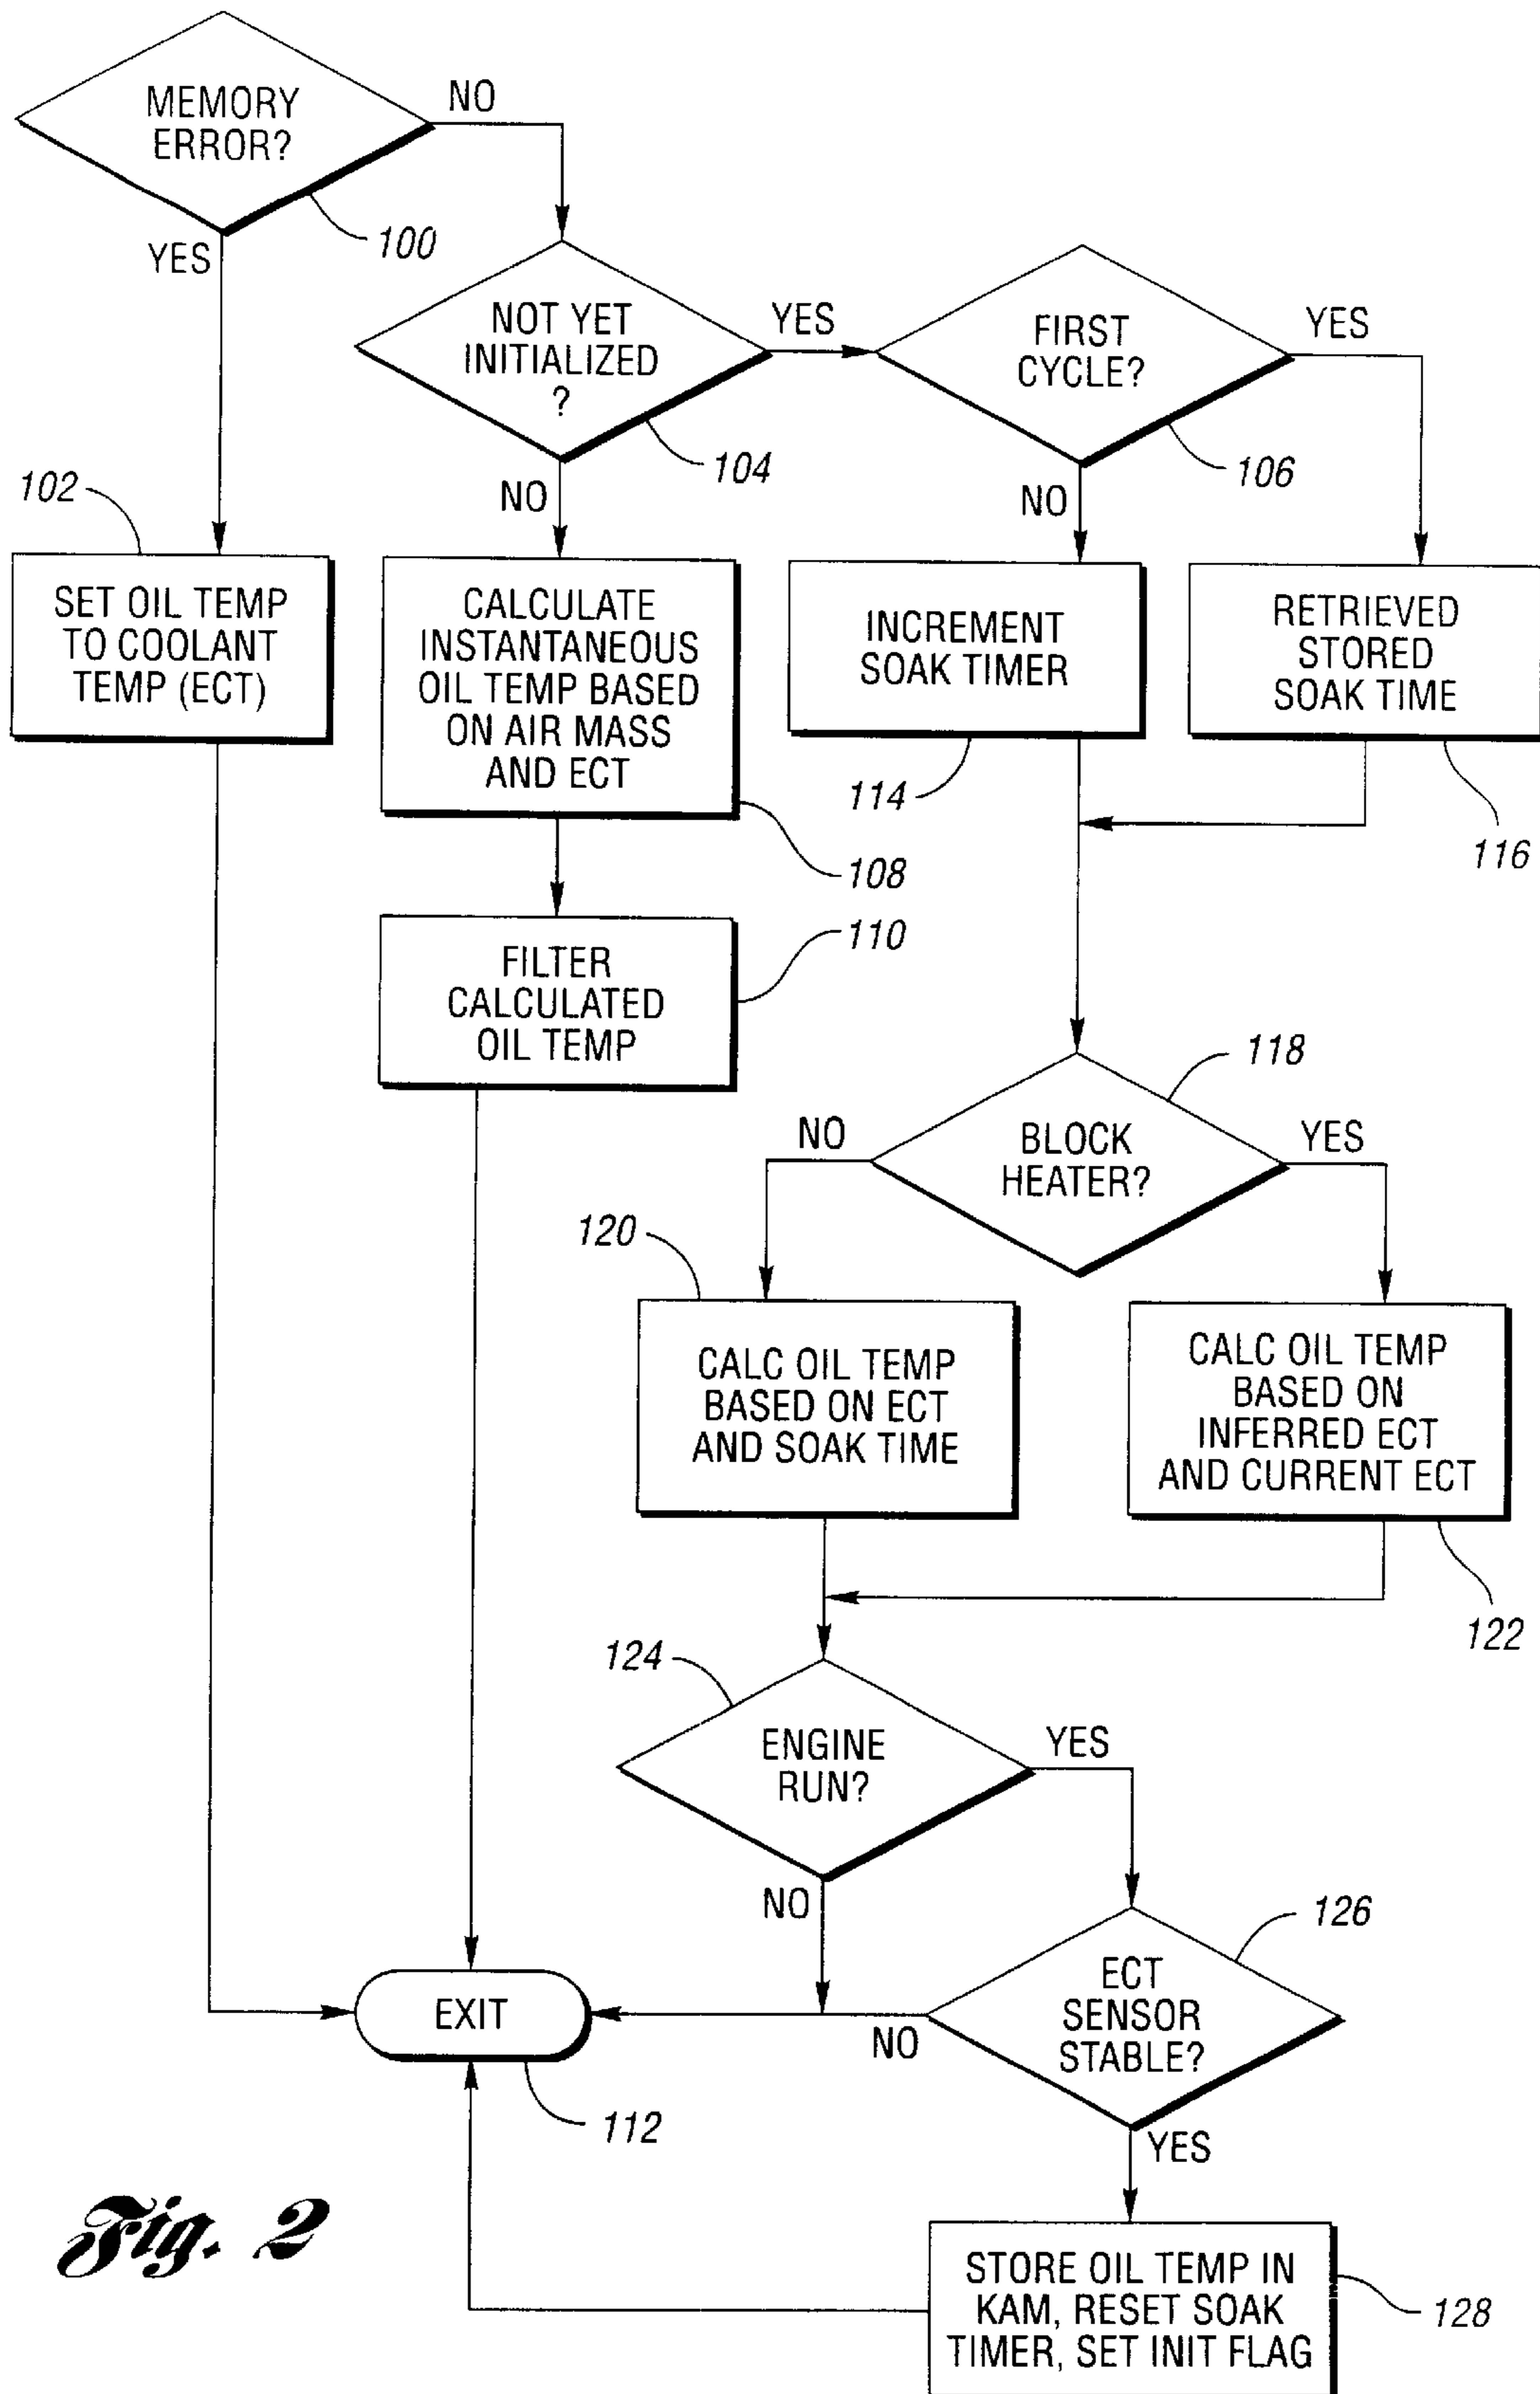 MEMORY
ERROR?
NO
YES
100
NOT YET
INITIALIZED
?
YES
104
NO
FIRST
CYCLE?
YES
106
NO
102
SET OIL TEMP
TO COOLANT
TEMP (ECT)
CALCULATE
INSTANTANEOUS
OIL TEMP BASED
ON AIR MASS
AND ECT
108
INCREMENT
SOAK TIMER
114
RETRIEVED
STORED
SOAK TIME
116
FILTER
CALCULATED
OIL TEMP
110
118
BLOCK
HEATER?
NO
YES
120
CALC OIL TEMP
BASED ON ECT
AND SOAK TIME
CALC OIL TEMP
BASED ON
INFERRED ECT
AND CURRENT ECT
122
124
ENGINE
RUN?
YES
NO
126
ECT
SENSOR
STABLE?
NO
YES
EXIT
112
STORE OIL TEMP IN
KAM, RESET SOAK
TIMER, SET INIT FLAG
128
Fig. 2